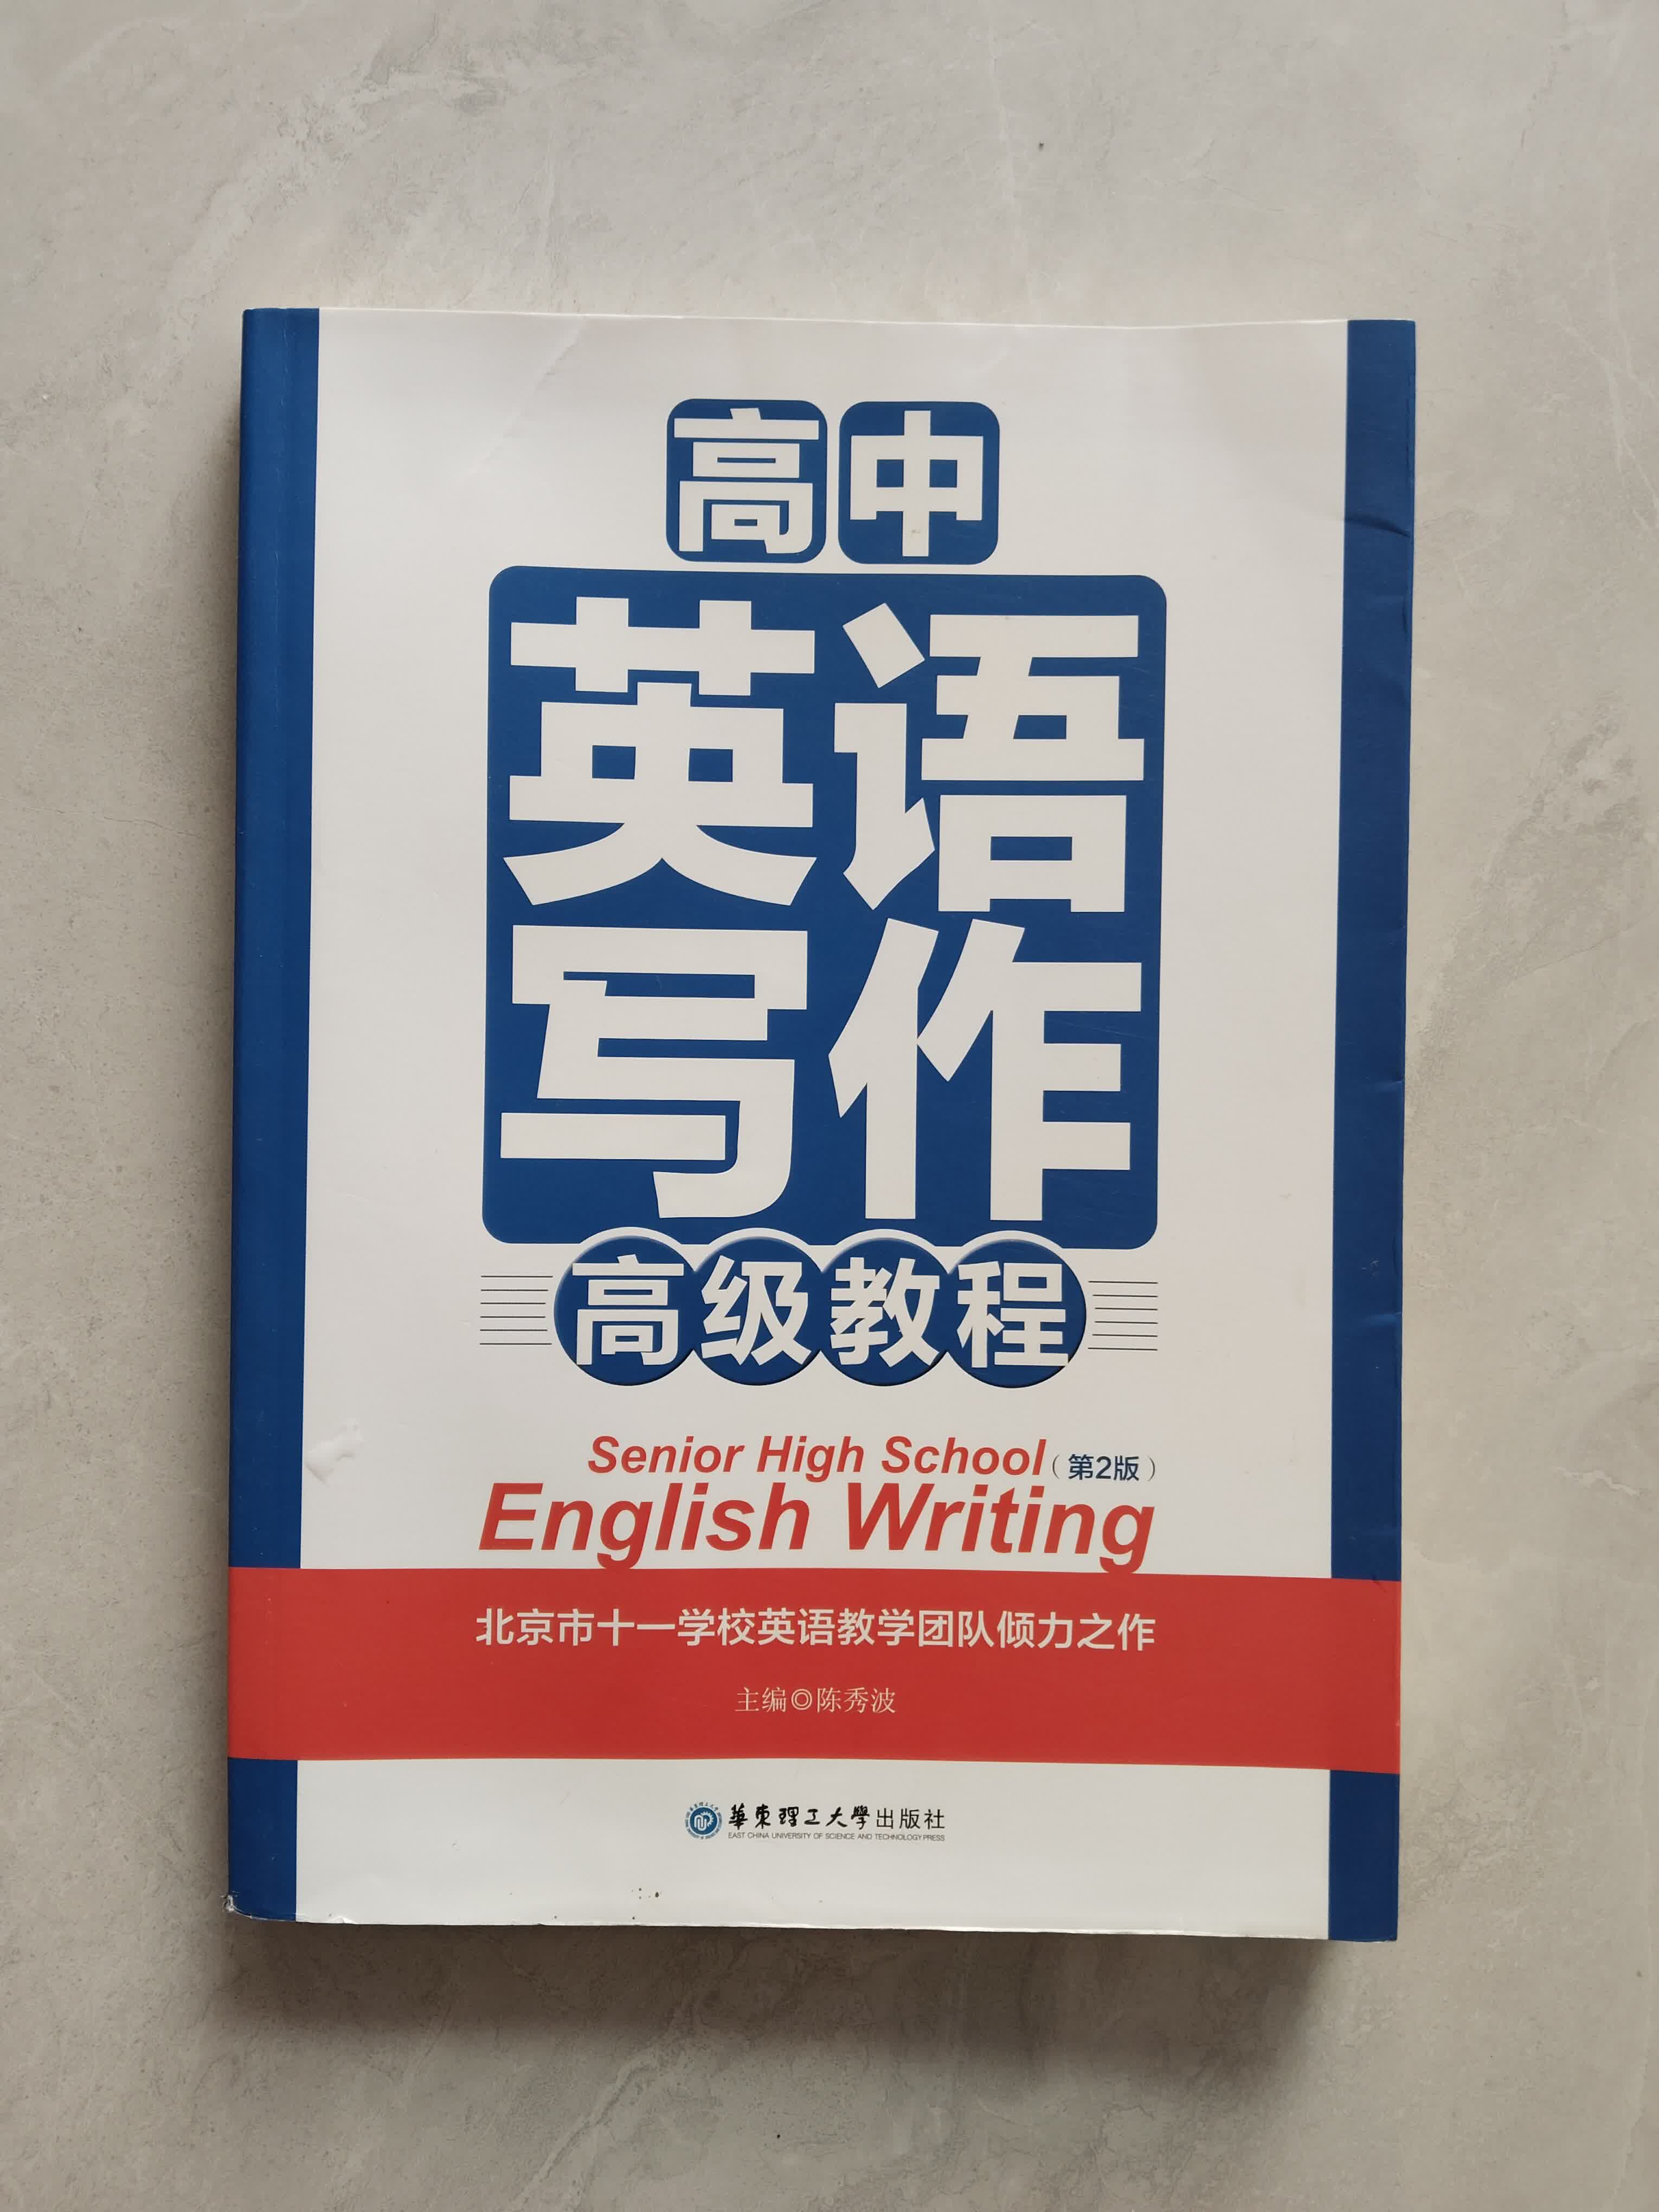 高中
英语
写作
高级教程
Senior High School（第2版）
English Writing
北京市十一学校英语教学团队倾力之作
主编◎陈秀波
華東理工大學出版社
EAST CHINA UNIVERSITY OF SCIENCE AND TECHNOLOGY PRESS